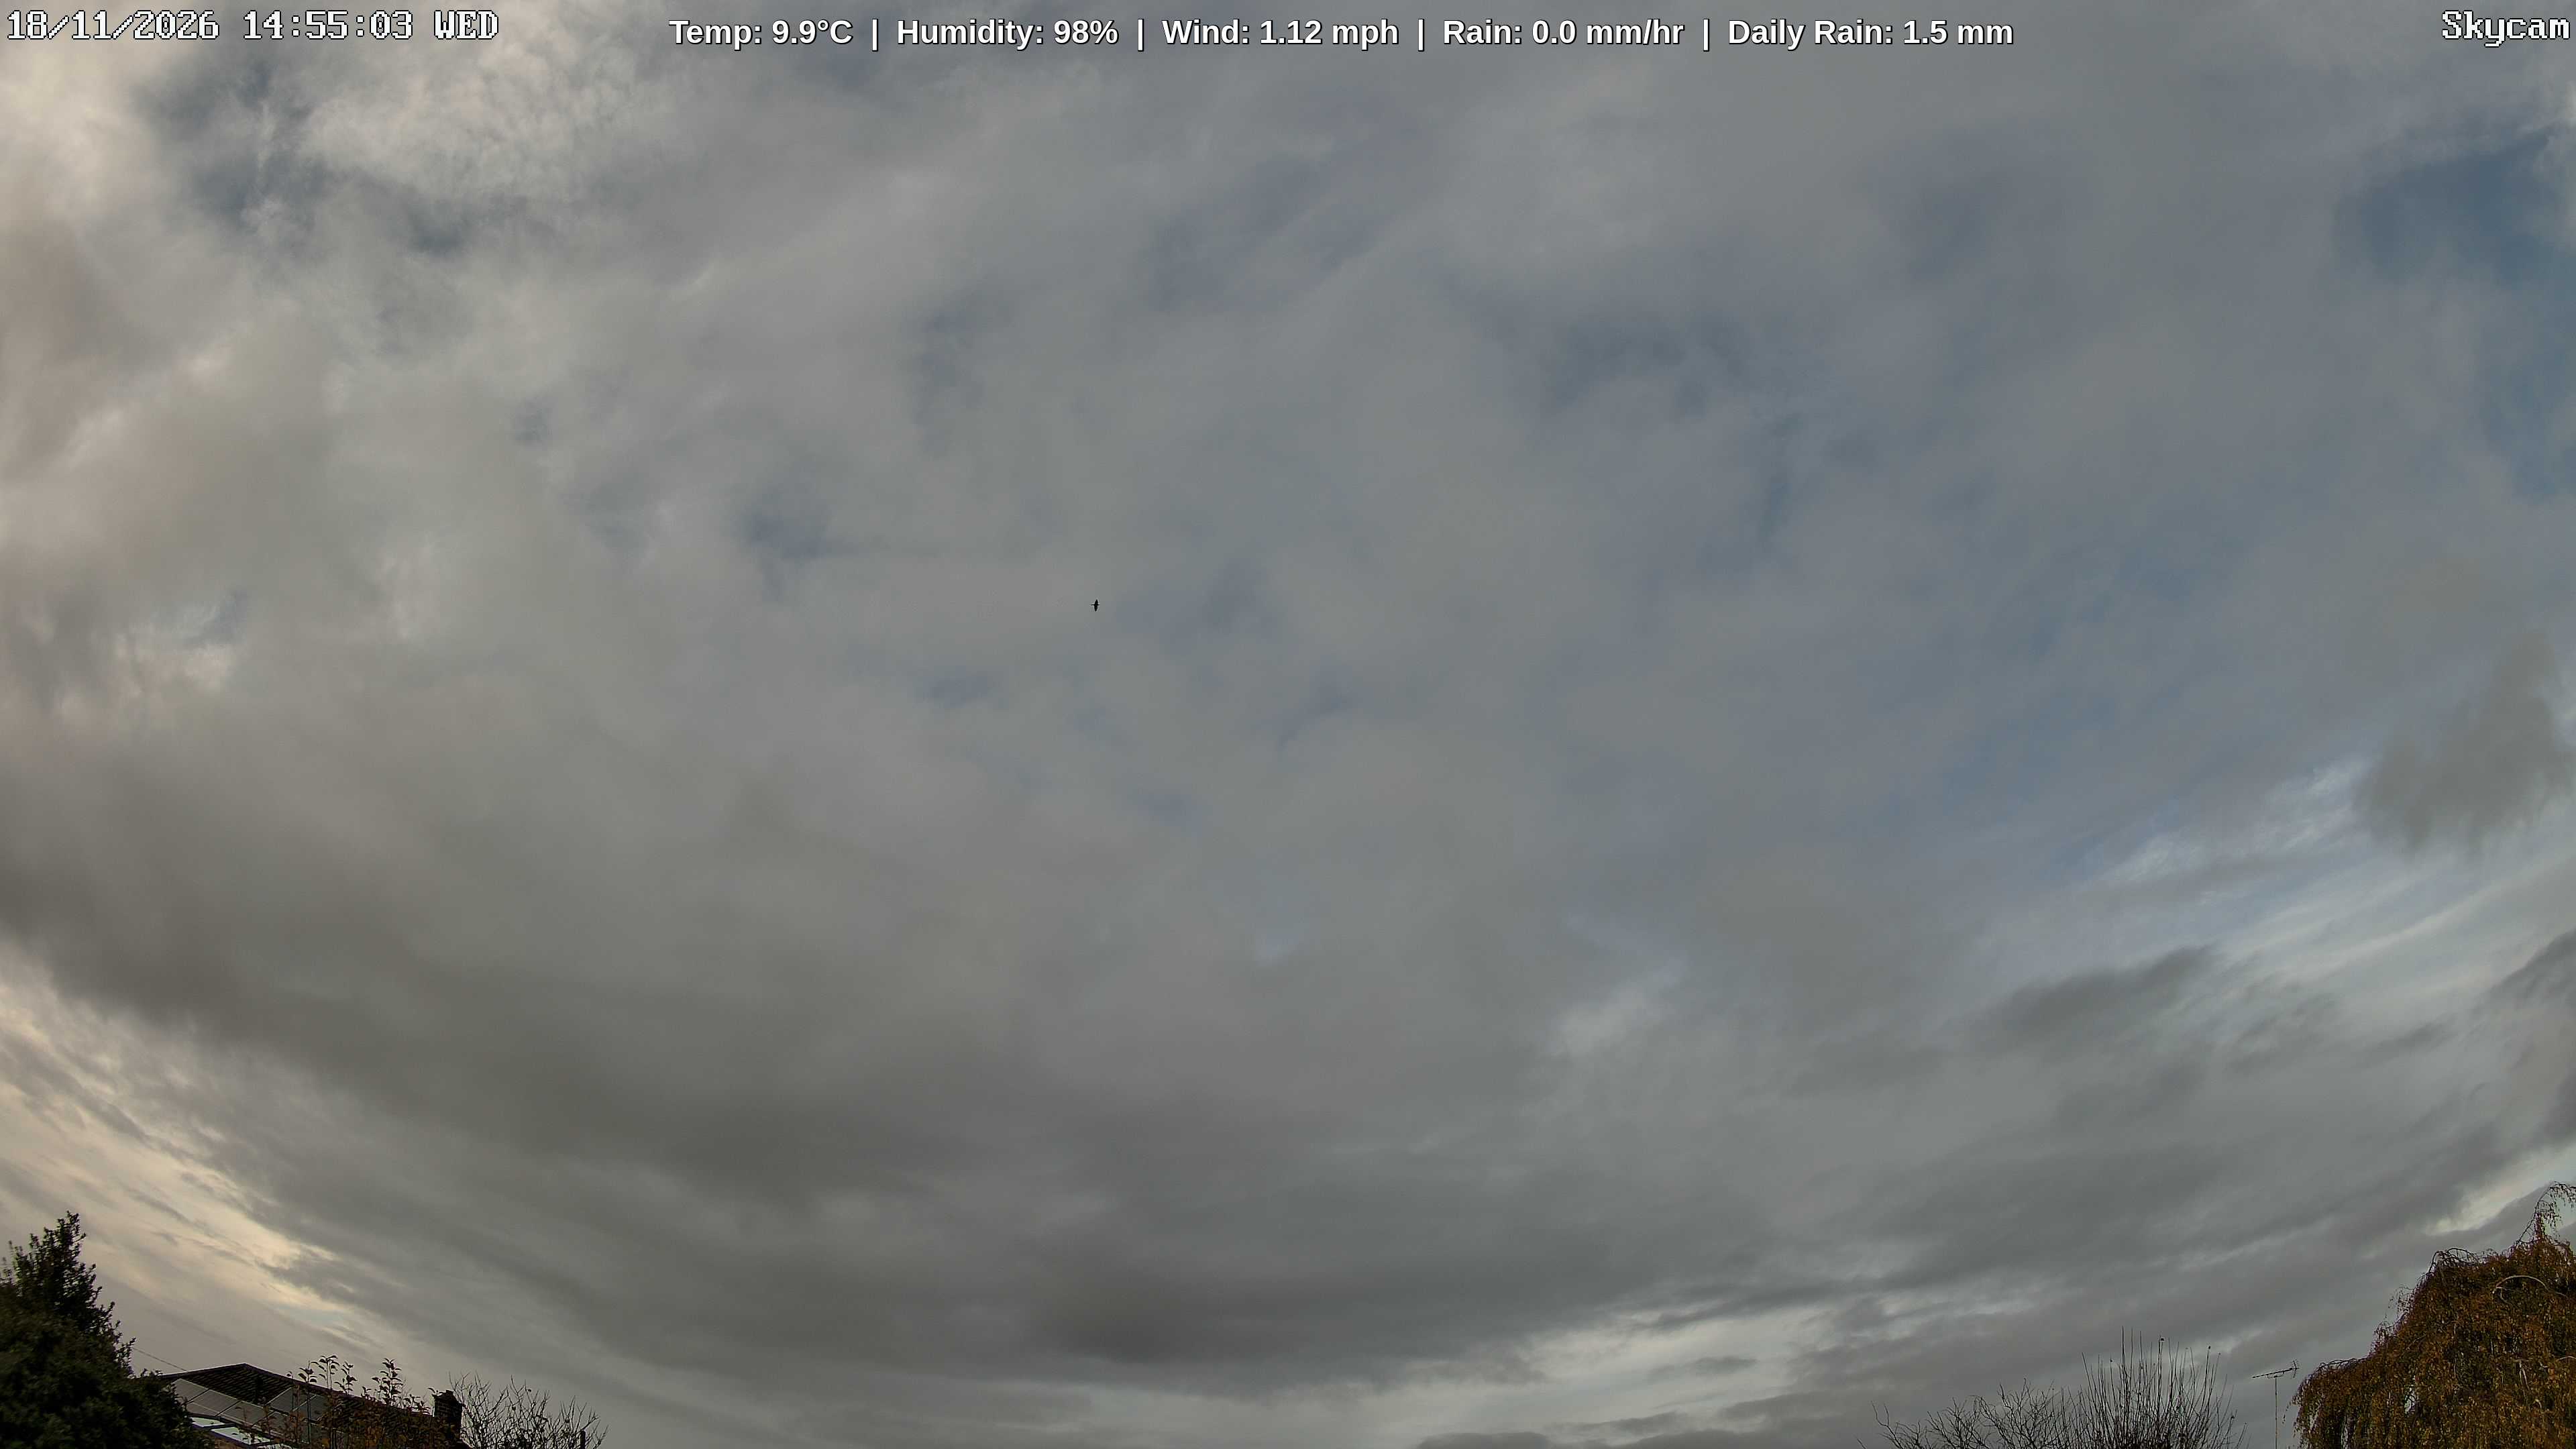 18/11/2026 14:55:03 WED
Temp: 9.9°C | Humidity: 98% | Wind: 1.12 mph | Rain: 0.0 mm/hr | Daily Rain: 1.5 mm
Skycam